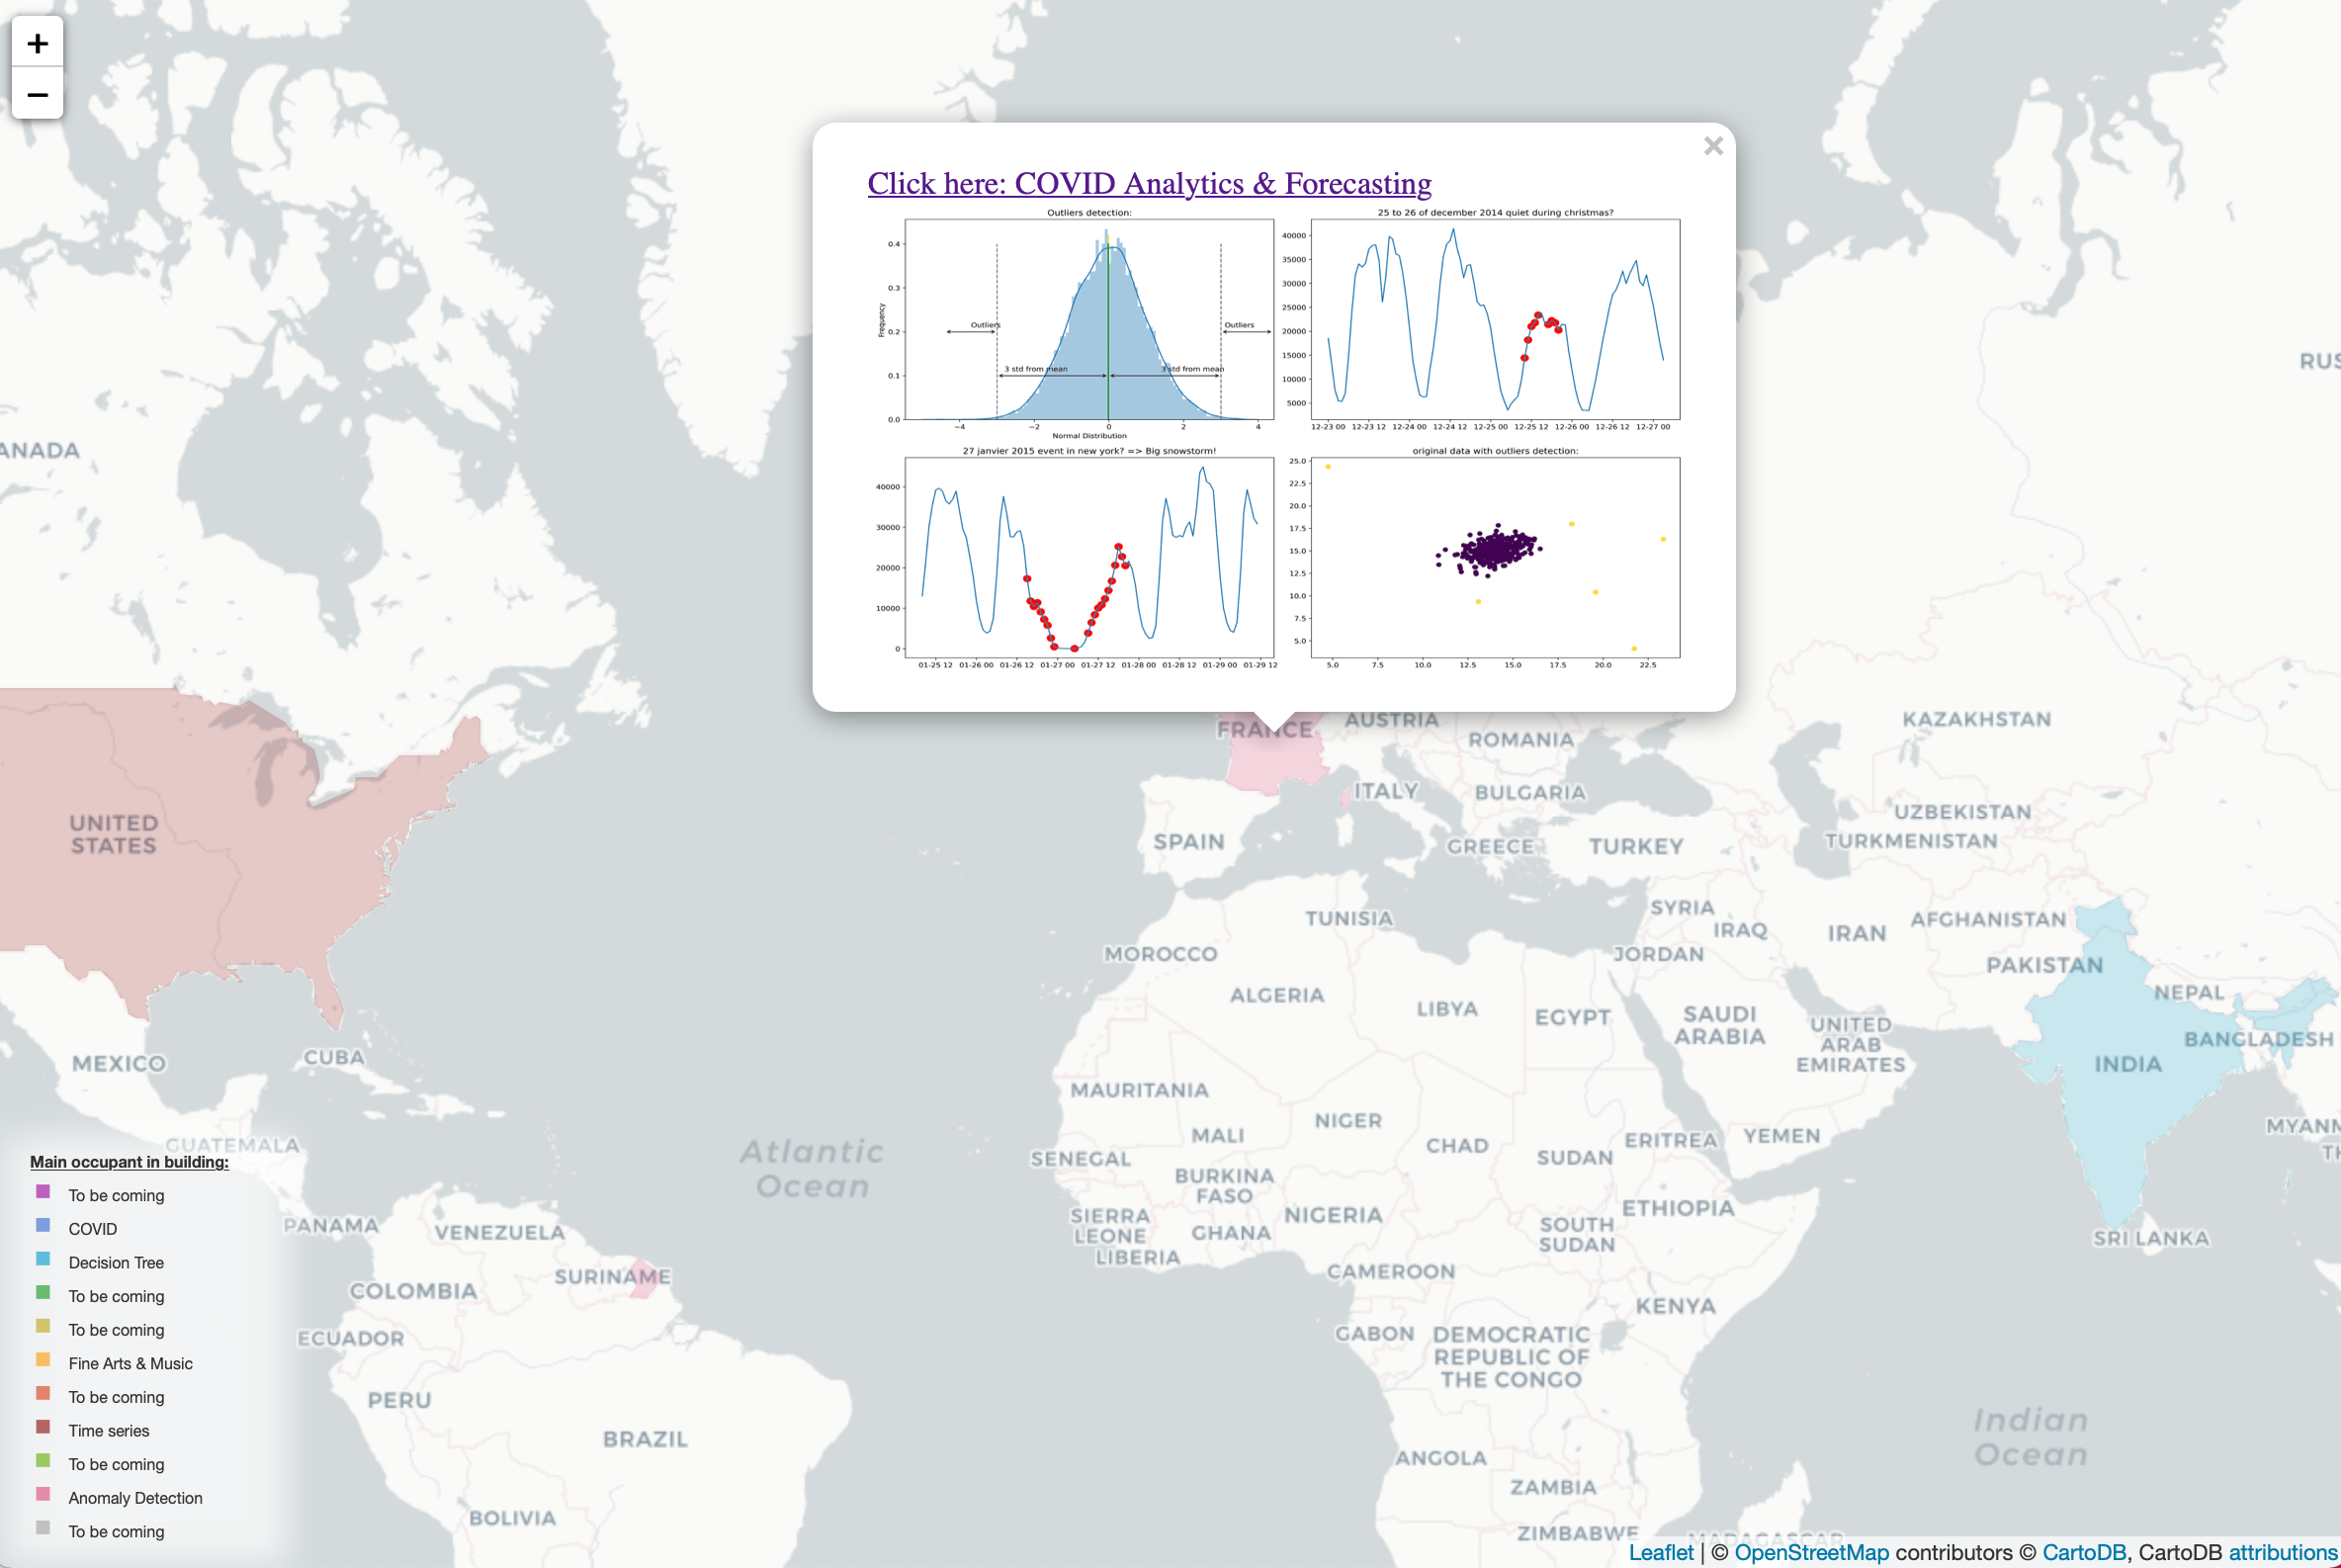 +
−
×
Click here: COVID Analytics & Forecasting
Outliers detection:
0.4
0.3
0.2
0.1
0.0
Frequency
Outliers
Outliers
3 std from mean
3 std from mean
−4 −2 0 2 4
Normal Distribution
25 to 26 of december 2014 quiet during christmas?
40000
35000
30000
25000
20000
15000
10000
5000
12-23 00 12-23 12 12-24 00 12-24 12 12-25 00 12-25 12 12-26 00 12-26 12 12-27 00
27 janvier 2015 event in new york? => Big snowstorm!
40000
30000
20000
10000
0
01-25 12 01-26 00 01-26 12 01-27 00 01-27 12 01-28 00 01-28 12 01-29 00 01-29 12
original data with outliers detection:
25.0
22.5
20.0
17.5
15.0
12.5
10.0
7.5
5.0
5.0 7.5 10.0 12.5 15.0 17.5 20.0 22.5
RUS
ANADA
UNITED
STATES
MEXICO
CUBA
GUATEMALA
PANAMA
VENEZUELA
SURINAME
COLOMBIA
ECUADOR
PERU
BRAZIL
BOLIVIA
Atlantic
Ocean
FRANCE
AUSTRIA
ROMANIA
ITALY
BULGARIA
SPAIN
GREECE
TURKEY
KAZAKHSTAN
UZBEKISTAN
TURKMENISTAN
TUNISIA
SYRIA
IRAQ
IRAN
AFGHANISTAN
MOROCCO
JORDAN
PAKISTAN
ALGERIA
LIBYA
EGYPT
SAUDI
ARABIA
UNITED
ARAB
EMIRATES
NEPAL
BANGLADESH
INDIA
MAURITANIA
NIGER
MALI
CHAD
SUDAN
ERITREA
YEMEN
MYANM
TH
SENEGAL
BURKINA
FASO
SIERRA
LEONE
LIBERIA
GHANA
NIGERIA
SOUTH
SUDAN
ETHIOPIA
SRI LANKA
CAMEROON
KENYA
GABON
DEMOCRATIC
REPUBLIC OF
THE CONGO
ANGOLA
ZAMBIA
ZIMBABWE
MADAGASCAR
Indian
Ocean
Main occupant in building:
To be coming
COVID
Decision Tree
To be coming
To be coming
Fine Arts & Music
To be coming
Time series
To be coming
Anomaly Detection
To be coming
Leaflet | © OpenStreetMap contributors © CartoDB, CartoDB attributions